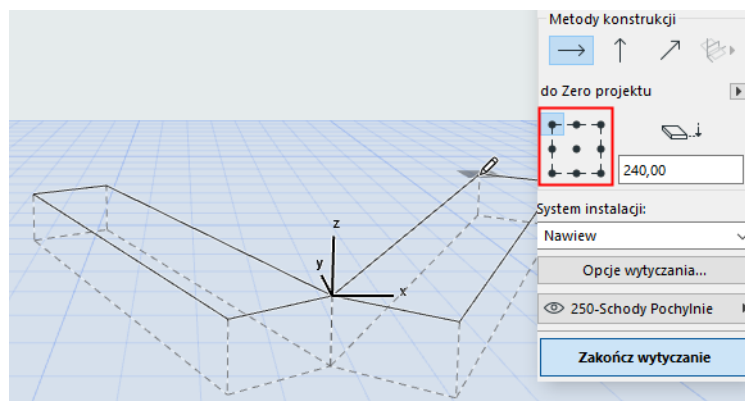 Metody konstrukcji
do Zero projektu
240,00
System instalacji:
Nawiew
Opcje wytyczania...
250-Schody Pochylnie
Zakończ wytyczanie
z
y
x